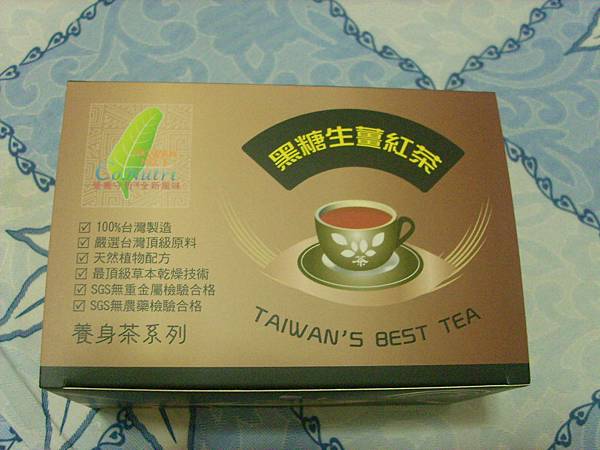 黑糖生薑紅茶
CoNutri
☑ 100%台灣製造
☑ 嚴選台灣頂級原料
☑ 天然植物配方
☑ 最頂級草本乾燥技術
☑ SGS無重金屬檢驗合格
☑ SGS無農藥檢驗合格
養身茶系列
茶
TAIWAN'S BEST TEA